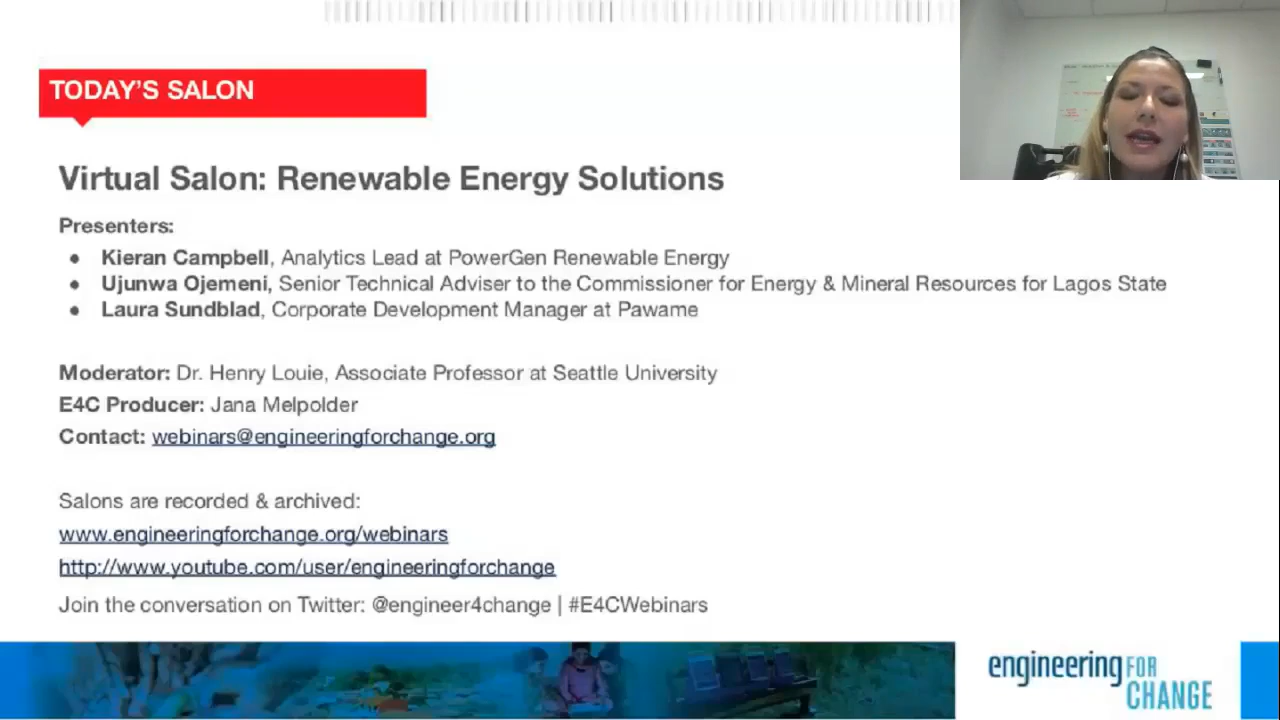 TODAY'S SALON
Virtual Salon: Renewable Energy Solutions
Presenters:
● Kieran Campbell, Analytics Lead at PowerGen Renewable Energy
● Ujunwa Ojemeni, Senior Technical Adviser to the Commissioner for Energy & Mineral Resources for Lagos State
● Laura Sundblad, Corporate Development Manager at Pawame
Moderator: Dr. Henry Louie, Associate Professor at Seattle University
E4C Producer: Jana Melpolder
Contact: webinars@engineeringforchange.org
Salons are recorded & archived:
www.engineeringforchange.org/webinars
http://www.youtube.com/user/engineeringforchange
Join the conversation on Twitter: @engineer4change | #E4CWebinars
engineering FOR
CHANGE